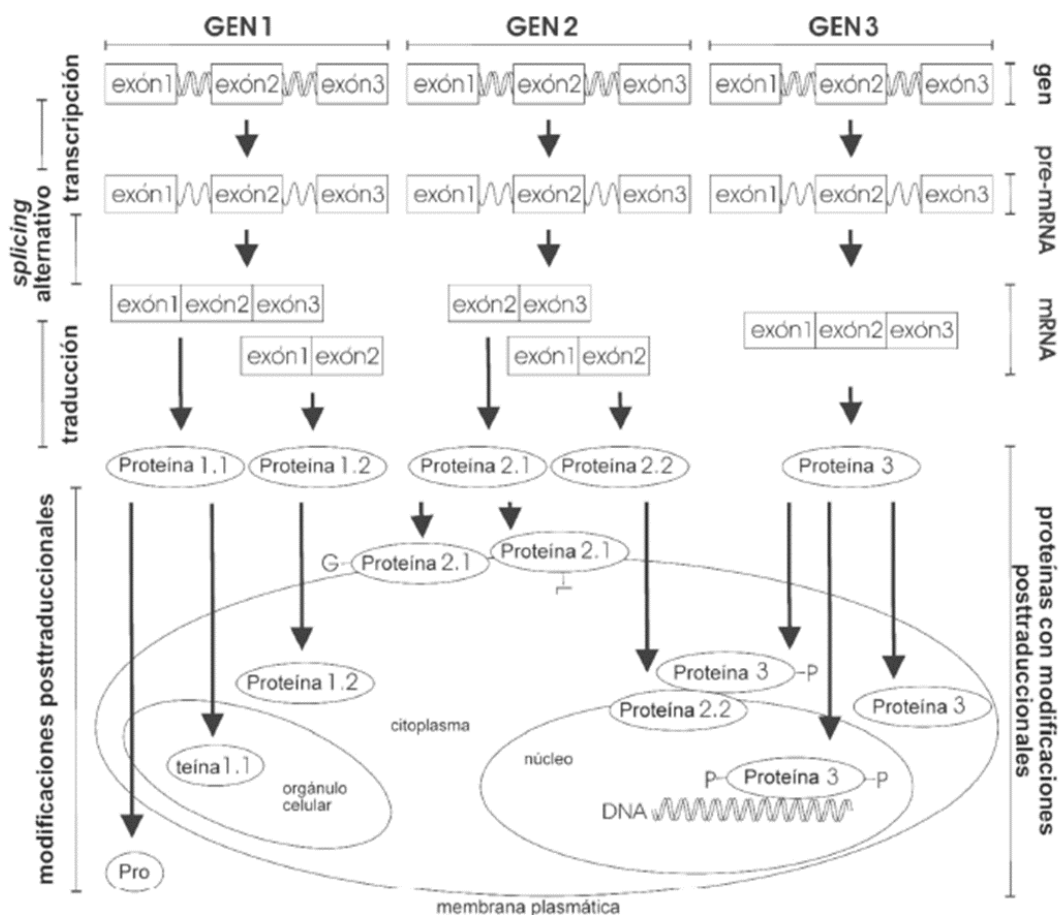 GEN 1 GEN 2 GEN 3
exón1 exón2 exón3 exón1 exón2 exón3 exón1 exón2 exón3
gen
transcripción
exón1 exón2 exón3 exón1 exón2 exón3 exón1 exón2 exón3
pre-mRNA
splicing
alternativo
exón1 exón2 exón3 exón2 exón3
exón1 exón2 exón3
mRNA
exón1 exón2 exón1 exón2
traducción
Proteína 1.1 Proteína 1.2 Proteína 2.1 Proteína 2.2 Proteína 3
modificaciones posttraduccionales
proteínas con modificaciones
posttraduccionales
G Proteína 2.1 Proteína 2.1
L
Proteína 1.2
Proteína 3 P
Proteína 2.2
Proteína 3
citoplasma
teína 1.1
orgánulo
celular
núcleo
P Proteína 3 P
DNA
Pro
membrana plasmática